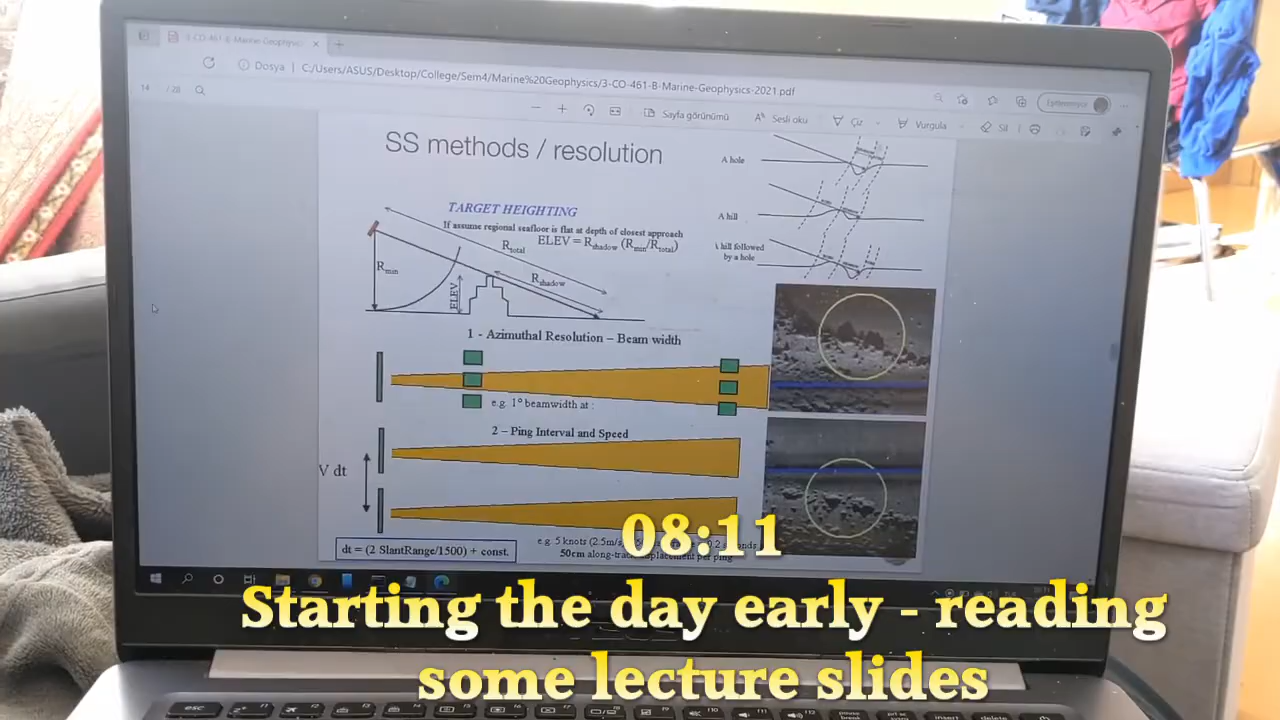 3-CO-461-B-Marine-Geophysics
Dosya | C:/Users/ASUS/Desktop/College/Sem4/Marine%20Geophysics/3-CO-461-B-Marine-Geophysics-2021.pdf
14 / 28
Sayfa görünümü
Sesli oku
Çiz
Vurgula
Sil
Eşitlenmiyor
SS methods / resolution
TARGET HEIGHTING
If assume regional seafloor is flat at depth of closest approach
ELEV = Rshadow (Rmin/Rtotal)
Rtotal
Rmin
Rshadow
ELEV
A hole
A hill
hill followed
by a hole
1 - Azimuthal Resolution – Beam width
e.g. 1° beamwidth at :
2 – Ping Interval and Speed
V dt
dt = (2 SlantRange/1500) + const.
e.g. 5 knots (2.5m/s
50cm along-track displacement per ping
08:11
Starting the day early - reading
some lecture slides
esc
insert
delete